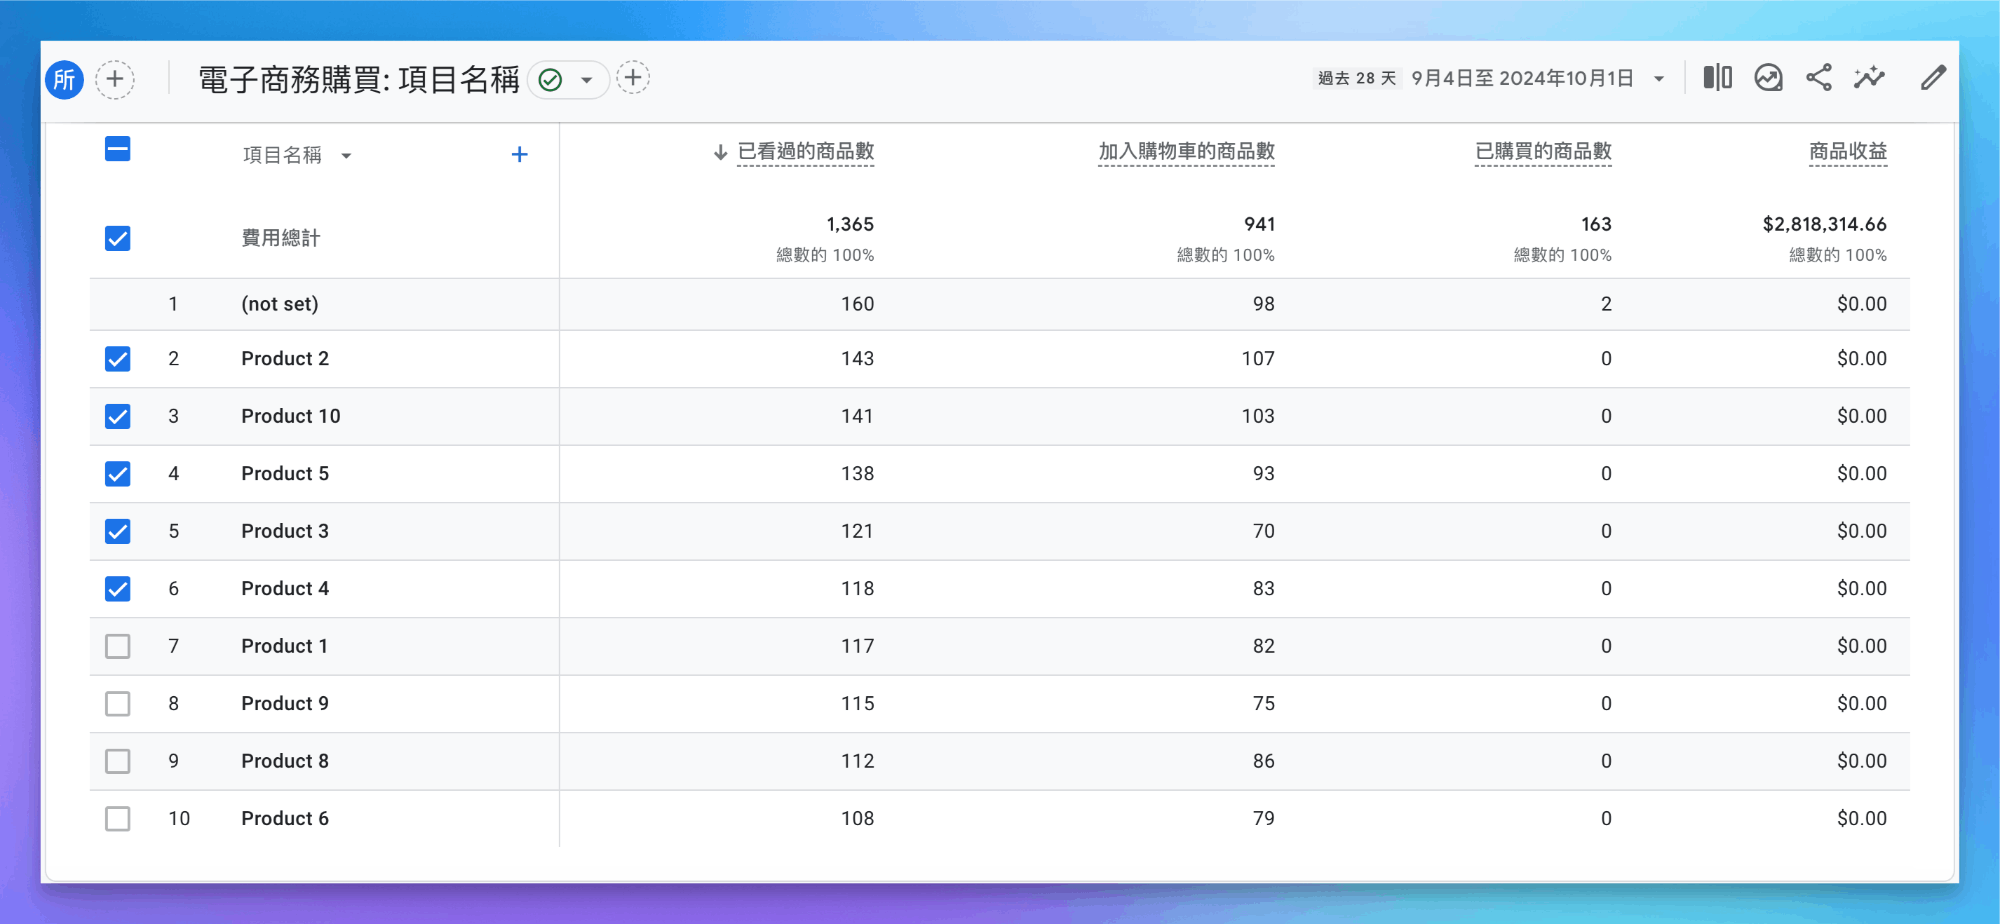 所 電子商務購買: 項目名稱 過去 28 天 9月4日至 2024年10月1日
項目名稱 已看過的商品數 加入購物車的商品數 已購買的商品數 商品收益
費用總計 1,365 941 163 $2,818,314.66
總數的 100% 總數的 100% 總數的 100% 總數的 100%
1 (not set) 160 98 2 $0.00
2 Product 2 143 107 0 $0.00
3 Product 10 141 103 0 $0.00
4 Product 5 138 93 0 $0.00
5 Product 3 121 70 0 $0.00
6 Product 4 118 83 0 $0.00
7 Product 1 117 82 0 $0.00
8 Product 9 115 75 0 $0.00
9 Product 8 112 86 0 $0.00
10 Product 6 108 79 0 $0.00